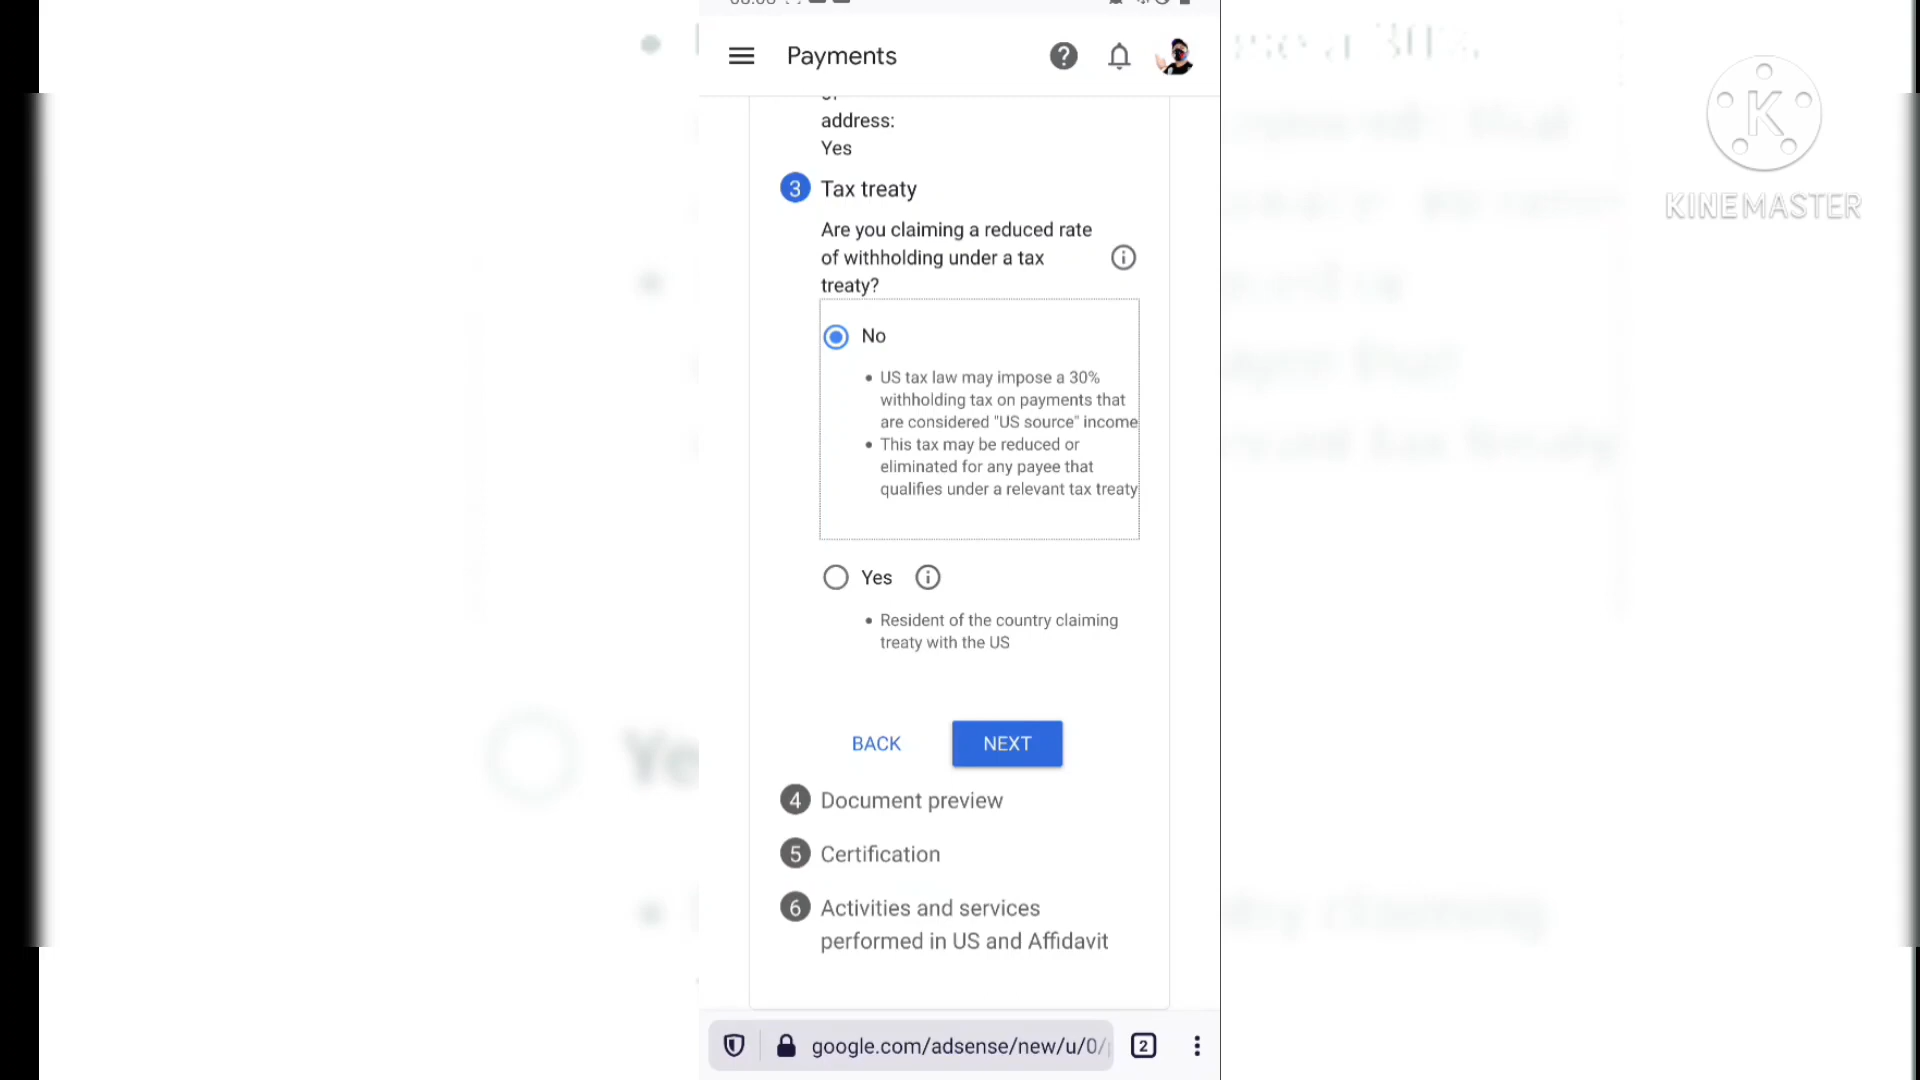 Payments
address:
Yes
3 Tax treaty
Are you claiming a reduced rate
of withholding under a tax
treaty?
No
• US tax law may impose a 30%
withholding tax on payments that
are considered "US source" income
• This tax may be reduced or
eliminated for any payee that
qualifies under a relevant tax treaty
Yes
• Resident of the country claiming
treaty with the US
BACK
NEXT
4 Document preview
5 Certification
6 Activities and services
performed in US and Affidavit
google.com/adsense/new/u/0/
2
K
KINEMASTER